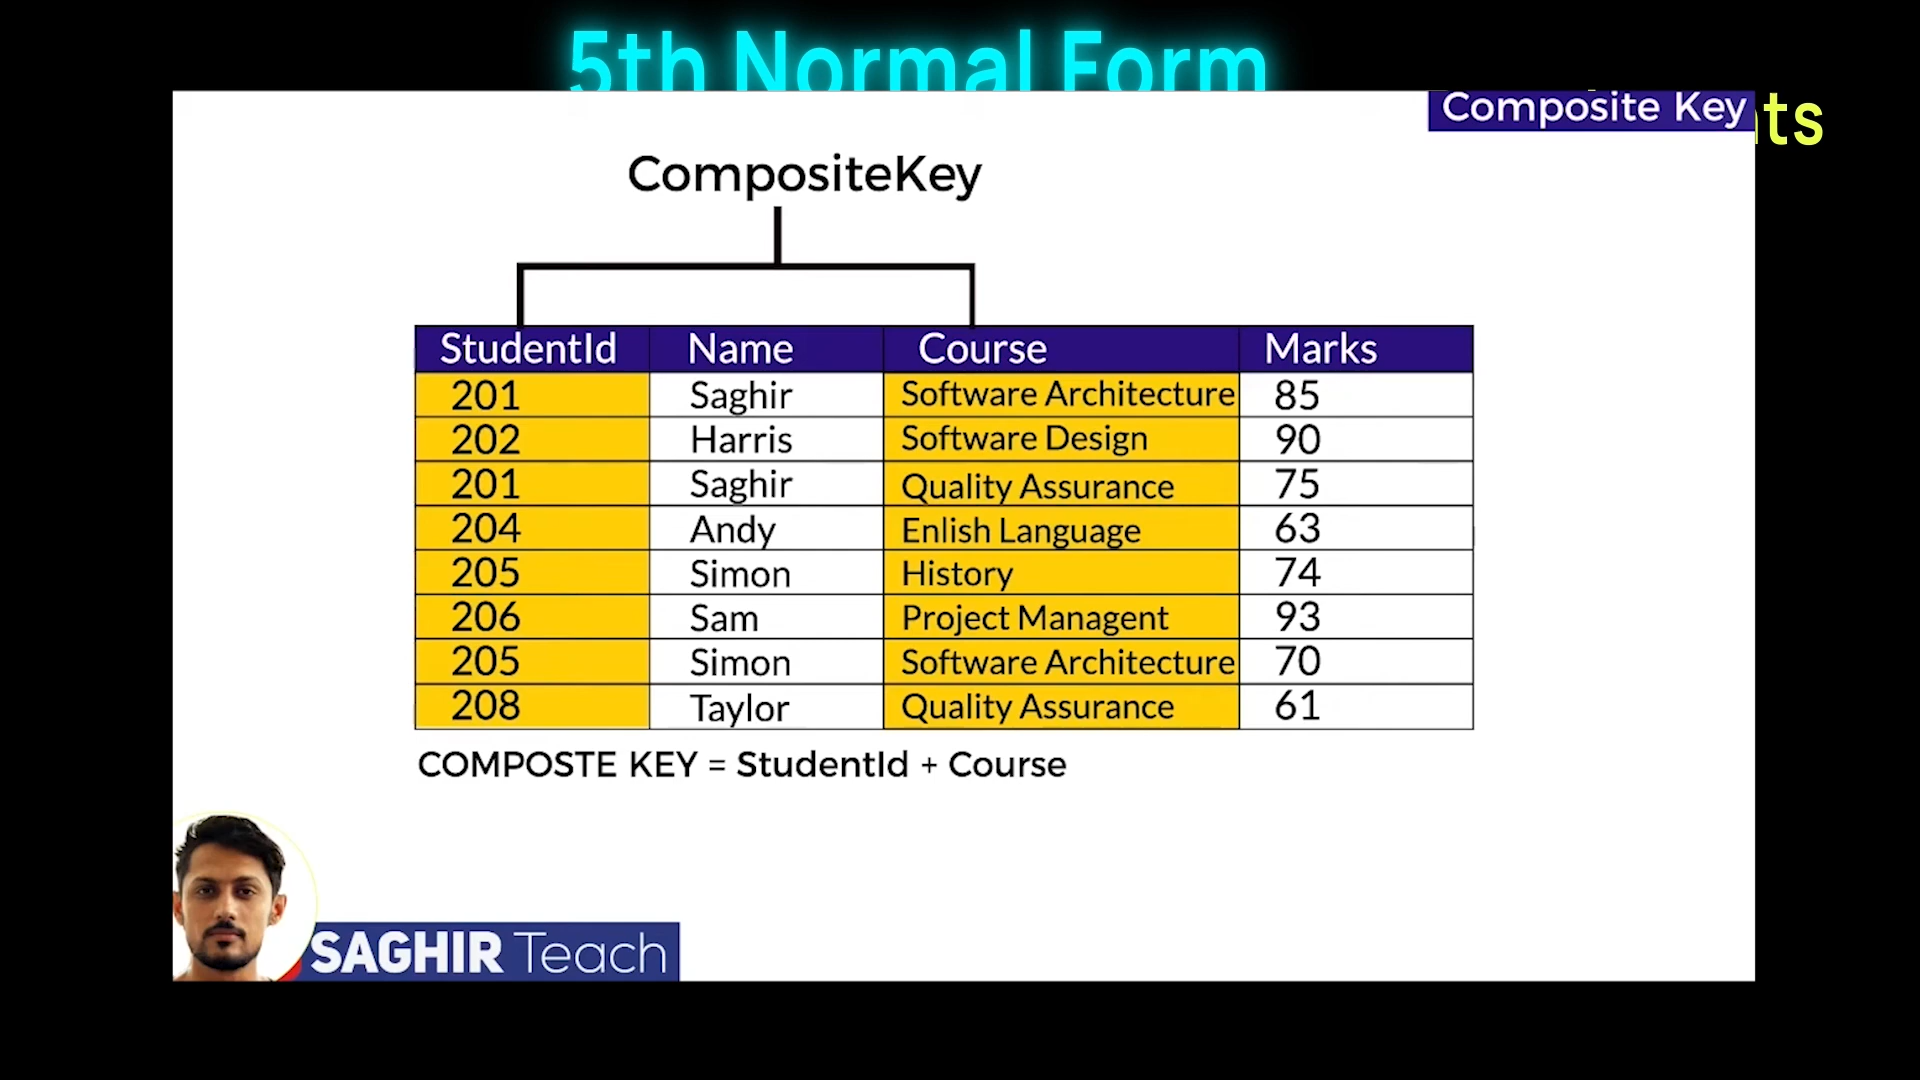 5th Normal Form
Composite Key
nts
CompositeKey
StudentId Name Course Marks
201 Saghir Software Architecture 85
202 Harris Software Design 90
201 Saghir Quality Assurance 75
204 Andy Enlish Language 63
205 Simon History 74
206 Sam Project Managent 93
205 Simon Software Architecture 70
208 Taylor Quality Assurance 61
COMPOSTE KEY = StudentId + Course
SAGHIR Teach